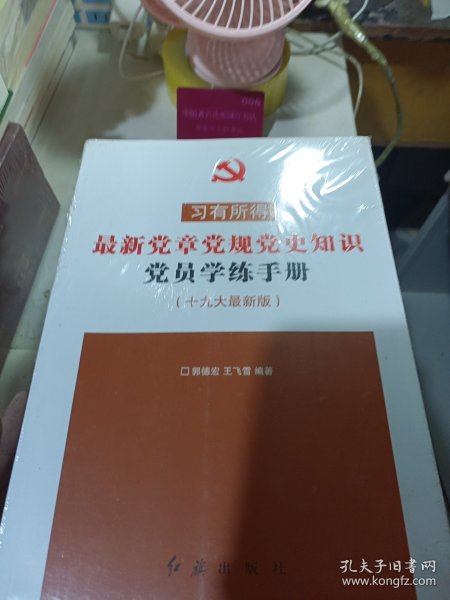 006
习有所得
最新党章党规党史知识
党员学练手册
(十九大最新版)
口郭德宏 王飞雪 编著
红旗出版社
孔夫子旧书网
www.kongfz.com